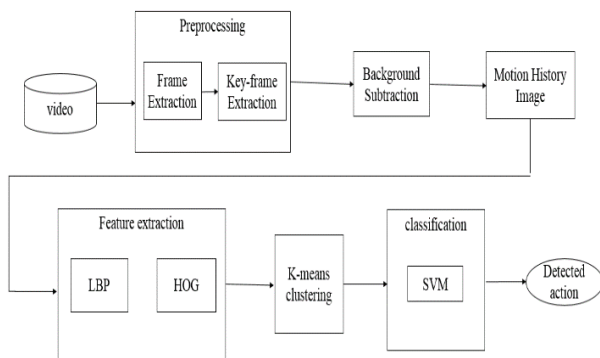 Preprocessing
video
Frame
Extraction
Key-frame
Extraction
Background
Subtraction
Motion History
Image
Feature extraction
LBP
HOG
K-means
clustering
classification
SVM
Detected
action